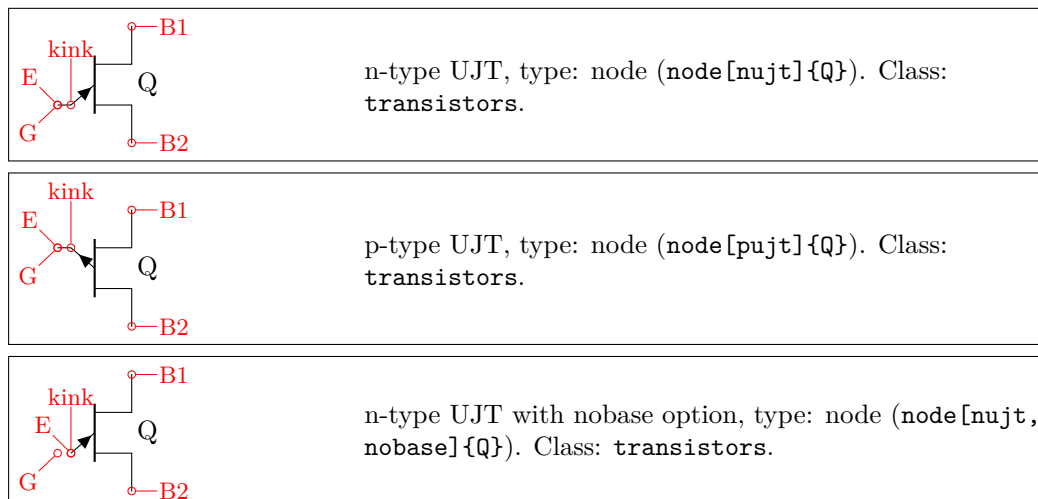 B1
kink
E
Q
G
B2
n-type UJT, type: node (node[nujt]{Q}). Class:
transistors.
kink
B1
E
G
Q
B2
p-type UJT, type: node (node[pujt]{Q}). Class:
transistors.
B1
kink
E
Q
G
B2
n-type UJT with nobase option, type: node (node[nujt,
nobase]{Q}). Class: transistors.